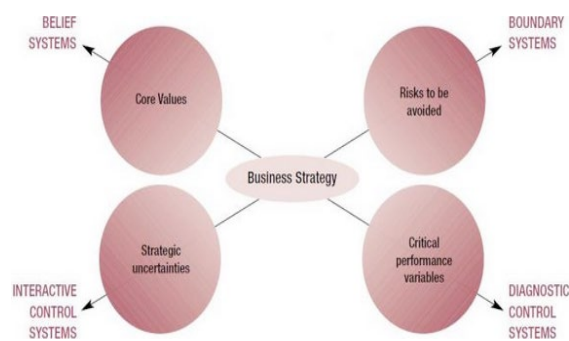 BELIEF
SYSTEMS
BOUNDARY
SYSTEMS
Core Values
Risks to be
avoided
Business Strategy
Strategic
uncertainties
Critical
performance
variables
INTERACTIVE
CONTROL
SYSTEMS
DIAGNOSTIC
CONTROL
SYSTEMS